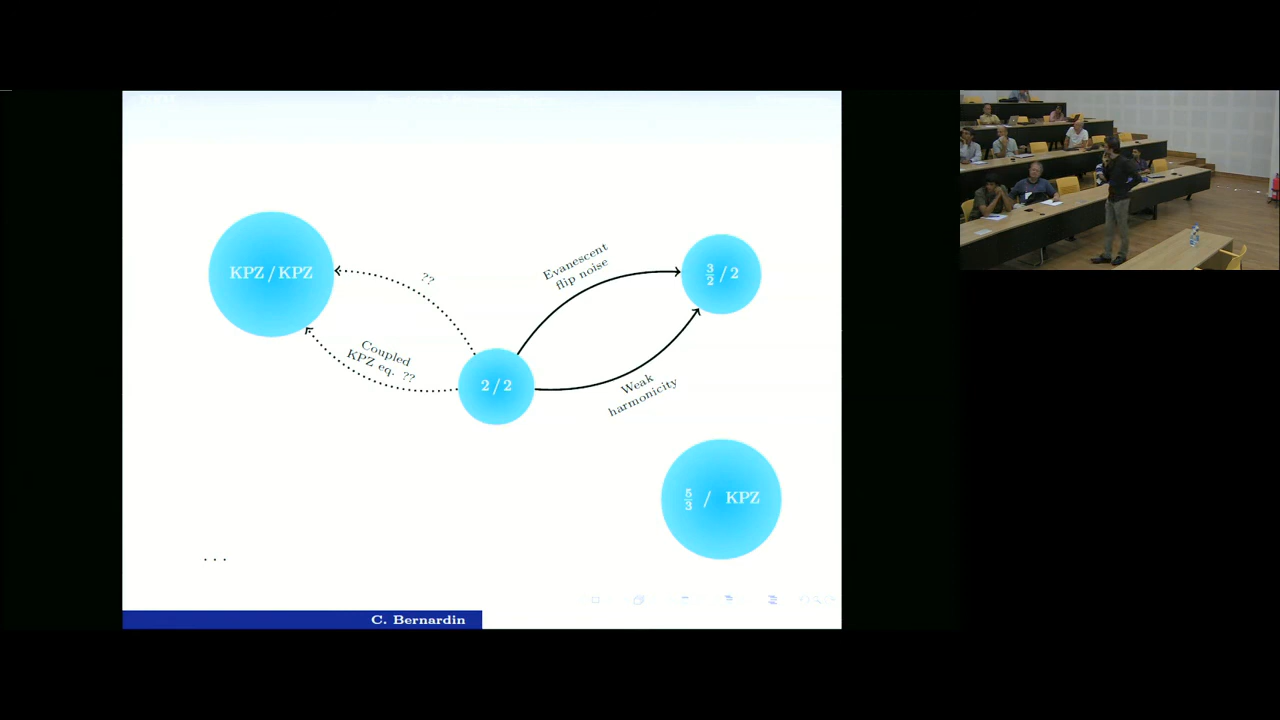 KPZ / KPZ
??
Evanescent
flip noise
3/2 / 2
Coupled
KPZ eq. ??
2 / 2
Weak
harmonicity
5/3 / KPZ
. . .
C. Bernardin